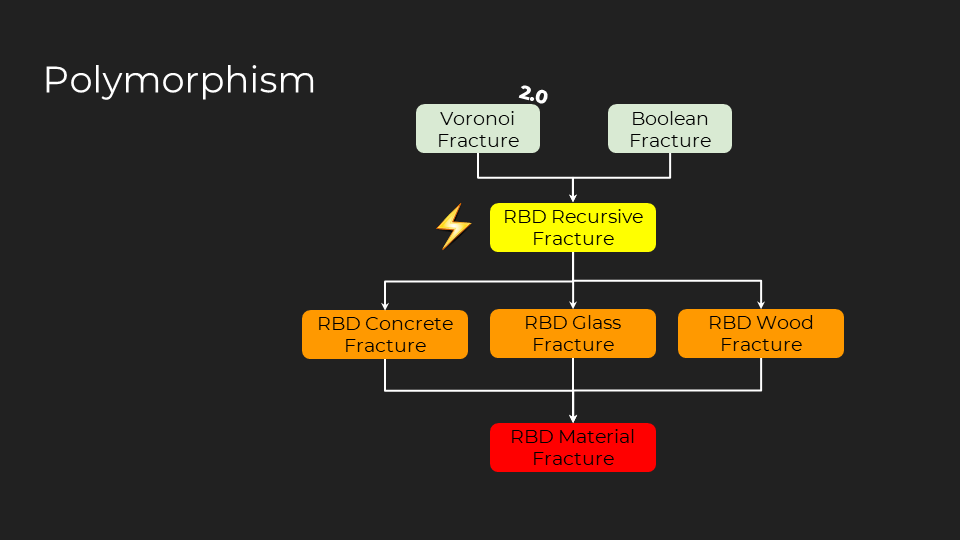 Polymorphism
2.0
Voronoi
Fracture
Boolean
Fracture
RBD Recursive
Fracture
RBD Concrete
Fracture
RBD Glass
Fracture
RBD Wood
Fracture
RBD Material
Fracture